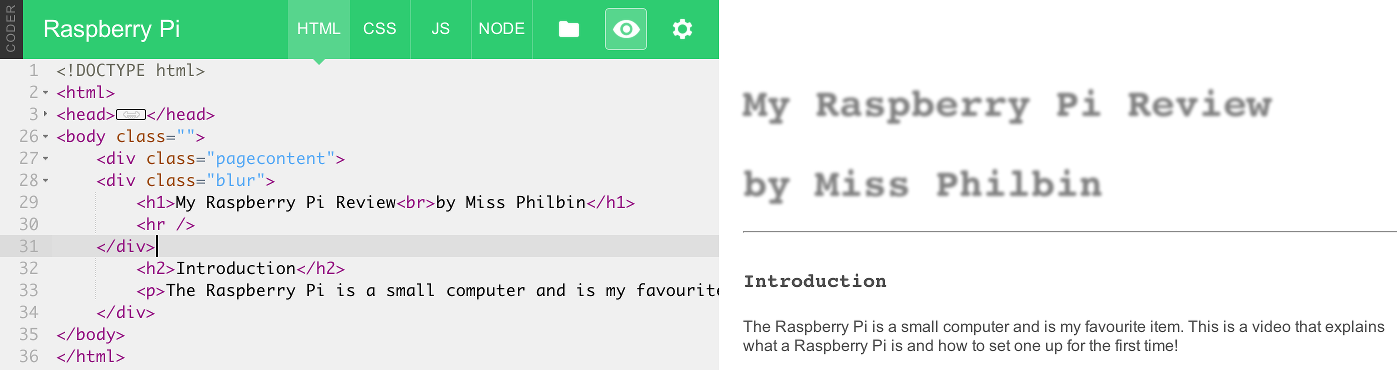 CODER
Raspberry Pi
HTML CSS JS NODE
1 <!DOCTYPE html>
2 <html>
3 <head></head>
26 <body class="">
27 <div class="pagecontent">
28 <div class="blur">
29 <h1>My Raspberry Pi Review<br>by Miss Philbin</h1>
30 <hr />
31 </div>
32 <h2>Introduction</h2>
33 <p>The Raspberry Pi is a small computer and is my favourite
34 </div>
35 </body>
36 </html>
My Raspberry Pi Review
by Miss Philbin
Introduction
The Raspberry Pi is a small computer and is my favourite item. This is a video that explains
what a Raspberry Pi is and how to set one up for the first time!